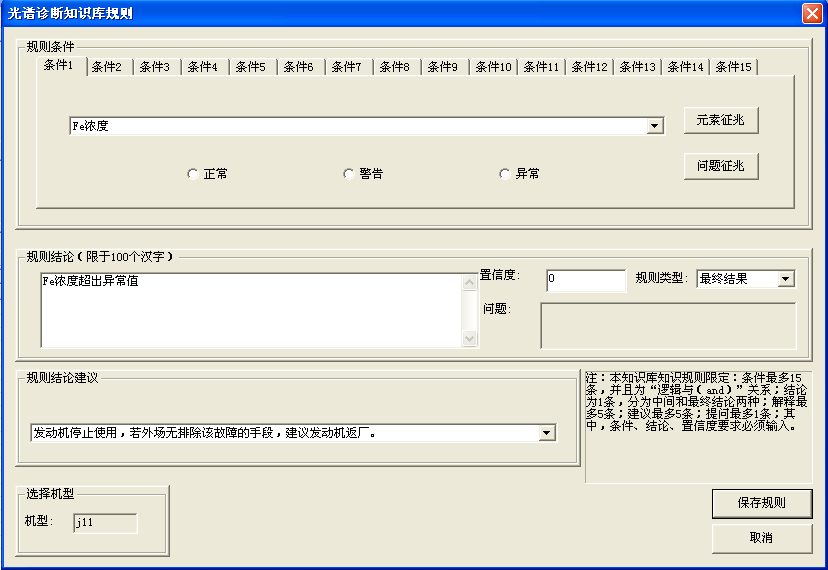 光谱诊断知识库规则
规则条件
条件1 条件2 条件3 条件4 条件5 条件6 条件7 条件8 条件9 条件10 条件11 条件12 条件13 条件14 条件15
Fe浓度
元素征兆
正常 警告 异常
问题征兆
规则结论(限于100个汉字)
Fe浓度超出异常值
置信度: 0 规则类型: 最终结果
问题:
规则结论建议
发动机停止使用,若外场无排除该故障的手段,建议发动机返厂。
注:本知识库知识规则限定:条件最多15
条,并且为“逻辑与(and)”关系;结论
为1条,分为中间和最终结论两种;解释最
多5条;建议最多5条;提问最多1条;其
中,条件、结论、置信度要求必须输入。
选择机型
机型: j11
保存规则
取消